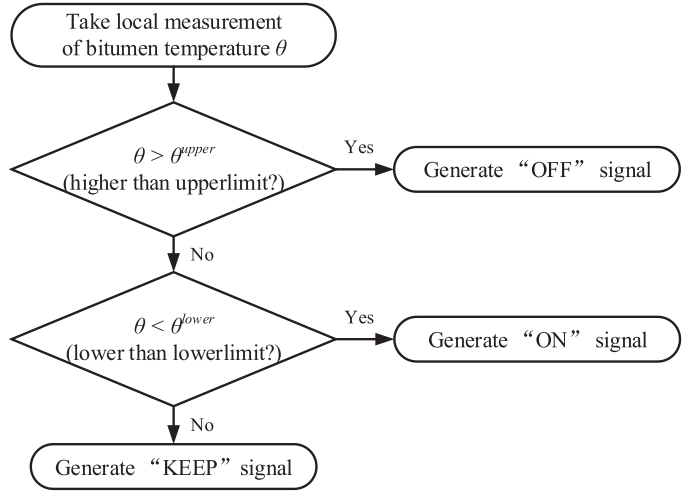 Take local measurement
of bitumen temperature θ
θ > θ^upper
(higher than upperlimit?)
Yes
Generate “OFF” signal
No
θ < θ^lower
(lower than lowerlimit?)
Yes
Generate “ON” signal
No
Generate “KEEP” signal